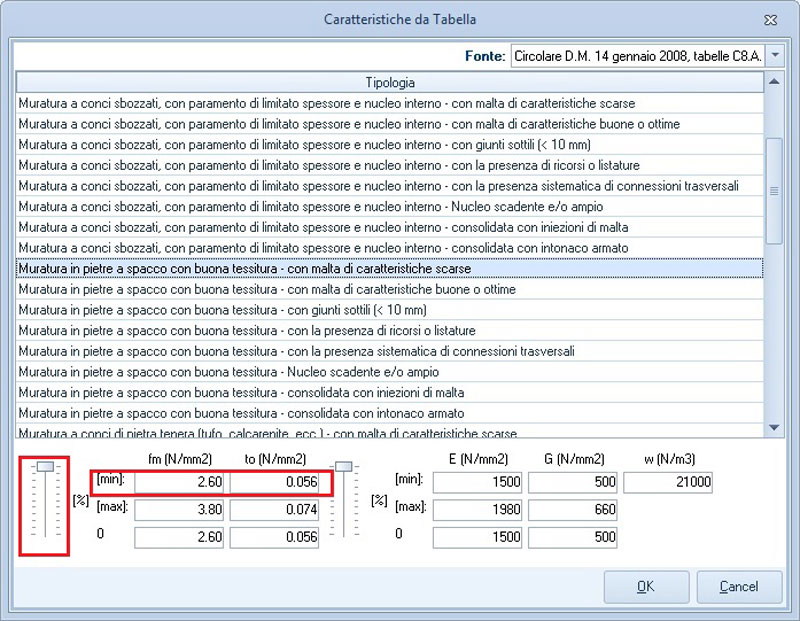 Caratteristiche da Tabella
Fonte: Circolare D.M. 14 gennaio 2008, tabelle C8.A.
Tipologia
Muratura a conci sbozzati, con paramento di limitato spessore e nucleo interno - con malta di caratteristiche scarse
Muratura a conci sbozzati, con paramento di limitato spessore e nucleo interno - con malta di caratteristiche buone o ottime
Muratura a conci sbozzati, con paramento di limitato spessore e nucleo interno - con giunti sottili (< 10 mm)
Muratura a conci sbozzati, con paramento di limitato spessore e nucleo interno - con la presenza di ricorsi o listature
Muratura a conci sbozzati, con paramento di limitato spessore e nucleo interno - con la presenza sistematica di connessioni trasversali
Muratura a conci sbozzati, con paramento di limitato spessore e nucleo interno - Nucleo scadente e/o ampio
Muratura a conci sbozzati, con paramento di limitato spessore e nucleo interno - consolidata con iniezioni di malta
Muratura a conci sbozzati, con paramento di limitato spessore e nucleo interno - consolidata con intonaco armato
Muratura in pietre a spacco con buona tessitura - con malta di caratteristiche scarse
Muratura in pietre a spacco con buona tessitura - con malta di caratteristiche buone o ottime
Muratura in pietre a spacco con buona tessitura - con giunti sottili (< 10 mm)
Muratura in pietre a spacco con buona tessitura - con la presenza di ricorsi o listature
Muratura in pietre a spacco con buona tessitura - con la presenza sistematica di connessioni trasversali
Muratura in pietre a spacco con buona tessitura - Nucleo scadente e/o ampio
Muratura in pietre a spacco con buona tessitura - consolidata con iniezioni di malta
Muratura in pietre a spacco con buona tessitura - consolidata con intonaco armato
Muratura a conci di pietra tenera (tufo, calcarenite, ecc.) - con malta di caratteristiche scarse
fm (N/mm2) to (N/mm2) E (N/mm2) G (N/mm2) w (N/m3)
[min]: 2.60 0.056 [min]: 1500 500 21000
[%] [max]: 3.80 0.074 [%] [max]: 1980 660
0 2.60 0.056 0 1500 500
OK Cancel